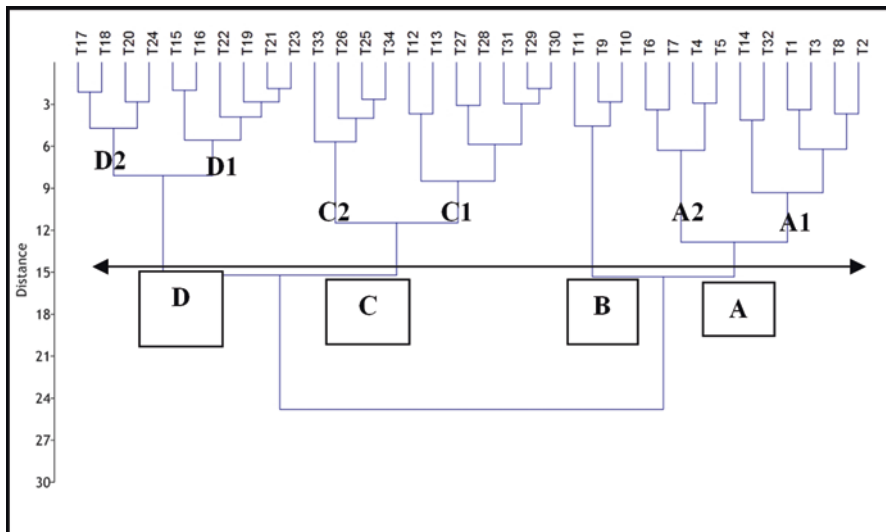 T17 T18 T20 T24 T15 T16 T22 T19 T21 T23 T33 T26 T25 T34 T12 T13 T27 T28 T31 T29 T30 T11 T9 T10 T6 T7 T4 T5 T14 T32 T1 T3 T8 T2
3
6
D2 D1
9
C2 C1 A2 A1
12
15
D C B A
18
21
24
27
30
Distance